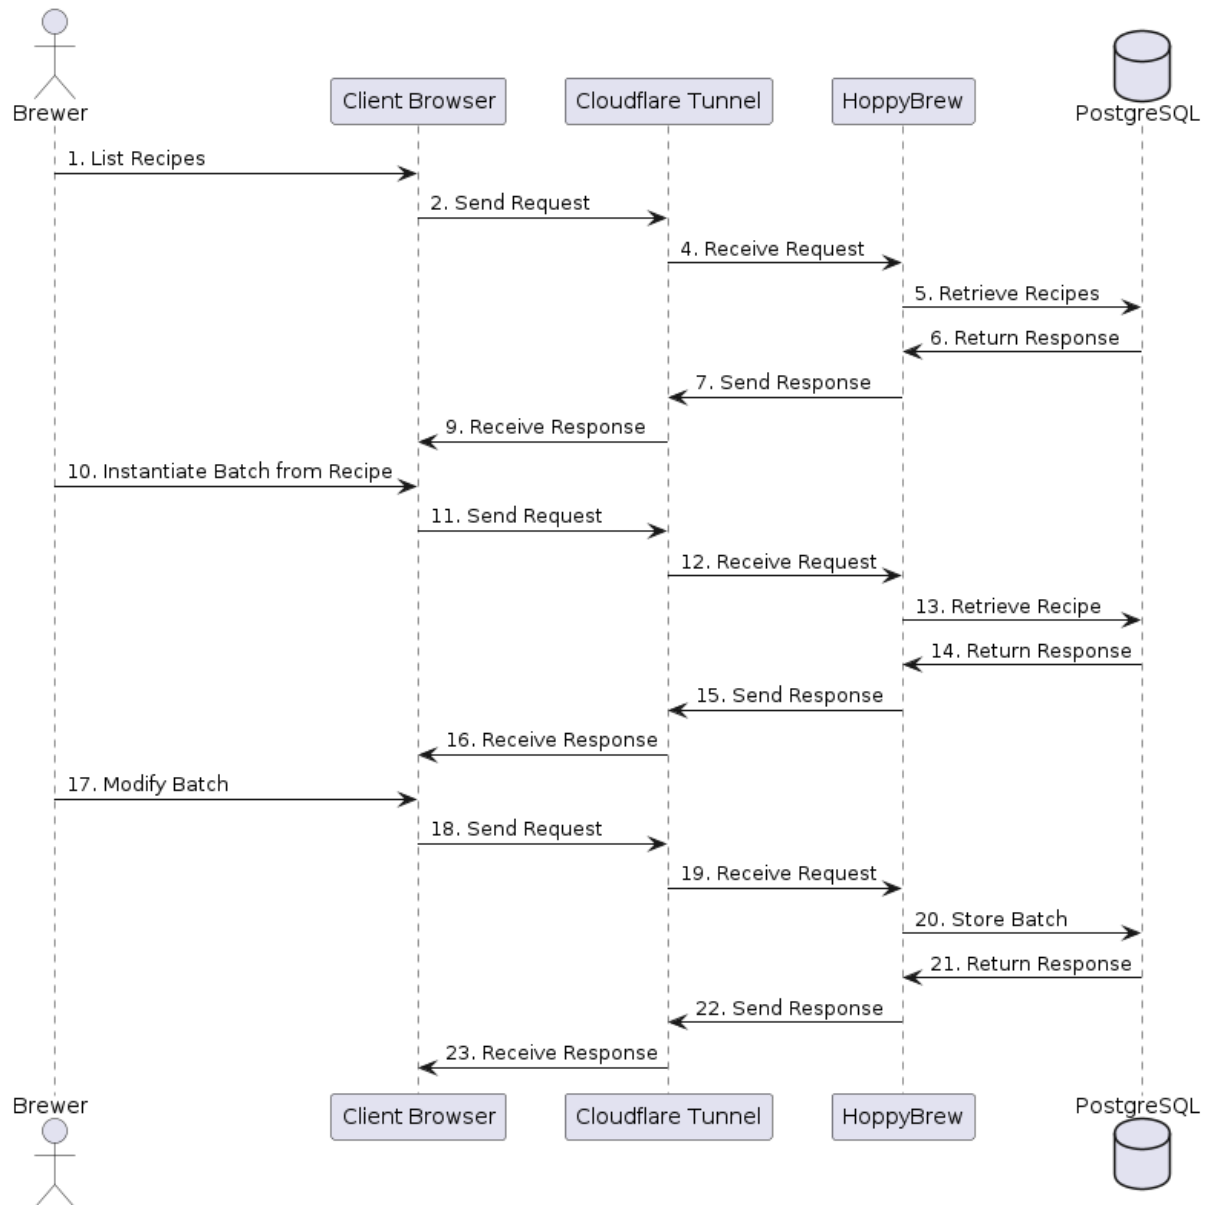 Brewer
Client Browser
Cloudflare Tunnel
HoppyBrew
PostgreSQL
1. List Recipes
2. Send Request
4. Receive Request
5. Retrieve Recipes
6. Return Response
7. Send Response
9. Receive Response
10. Instantiate Batch from Recipe
11. Send Request
12. Receive Request
13. Retrieve Recipe
14. Return Response
15. Send Response
16. Receive Response
17. Modify Batch
18. Send Request
19. Receive Request
20. Store Batch
21. Return Response
22. Send Response
23. Receive Response
Brewer
Client Browser
Cloudflare Tunnel
HoppyBrew
PostgreSQL